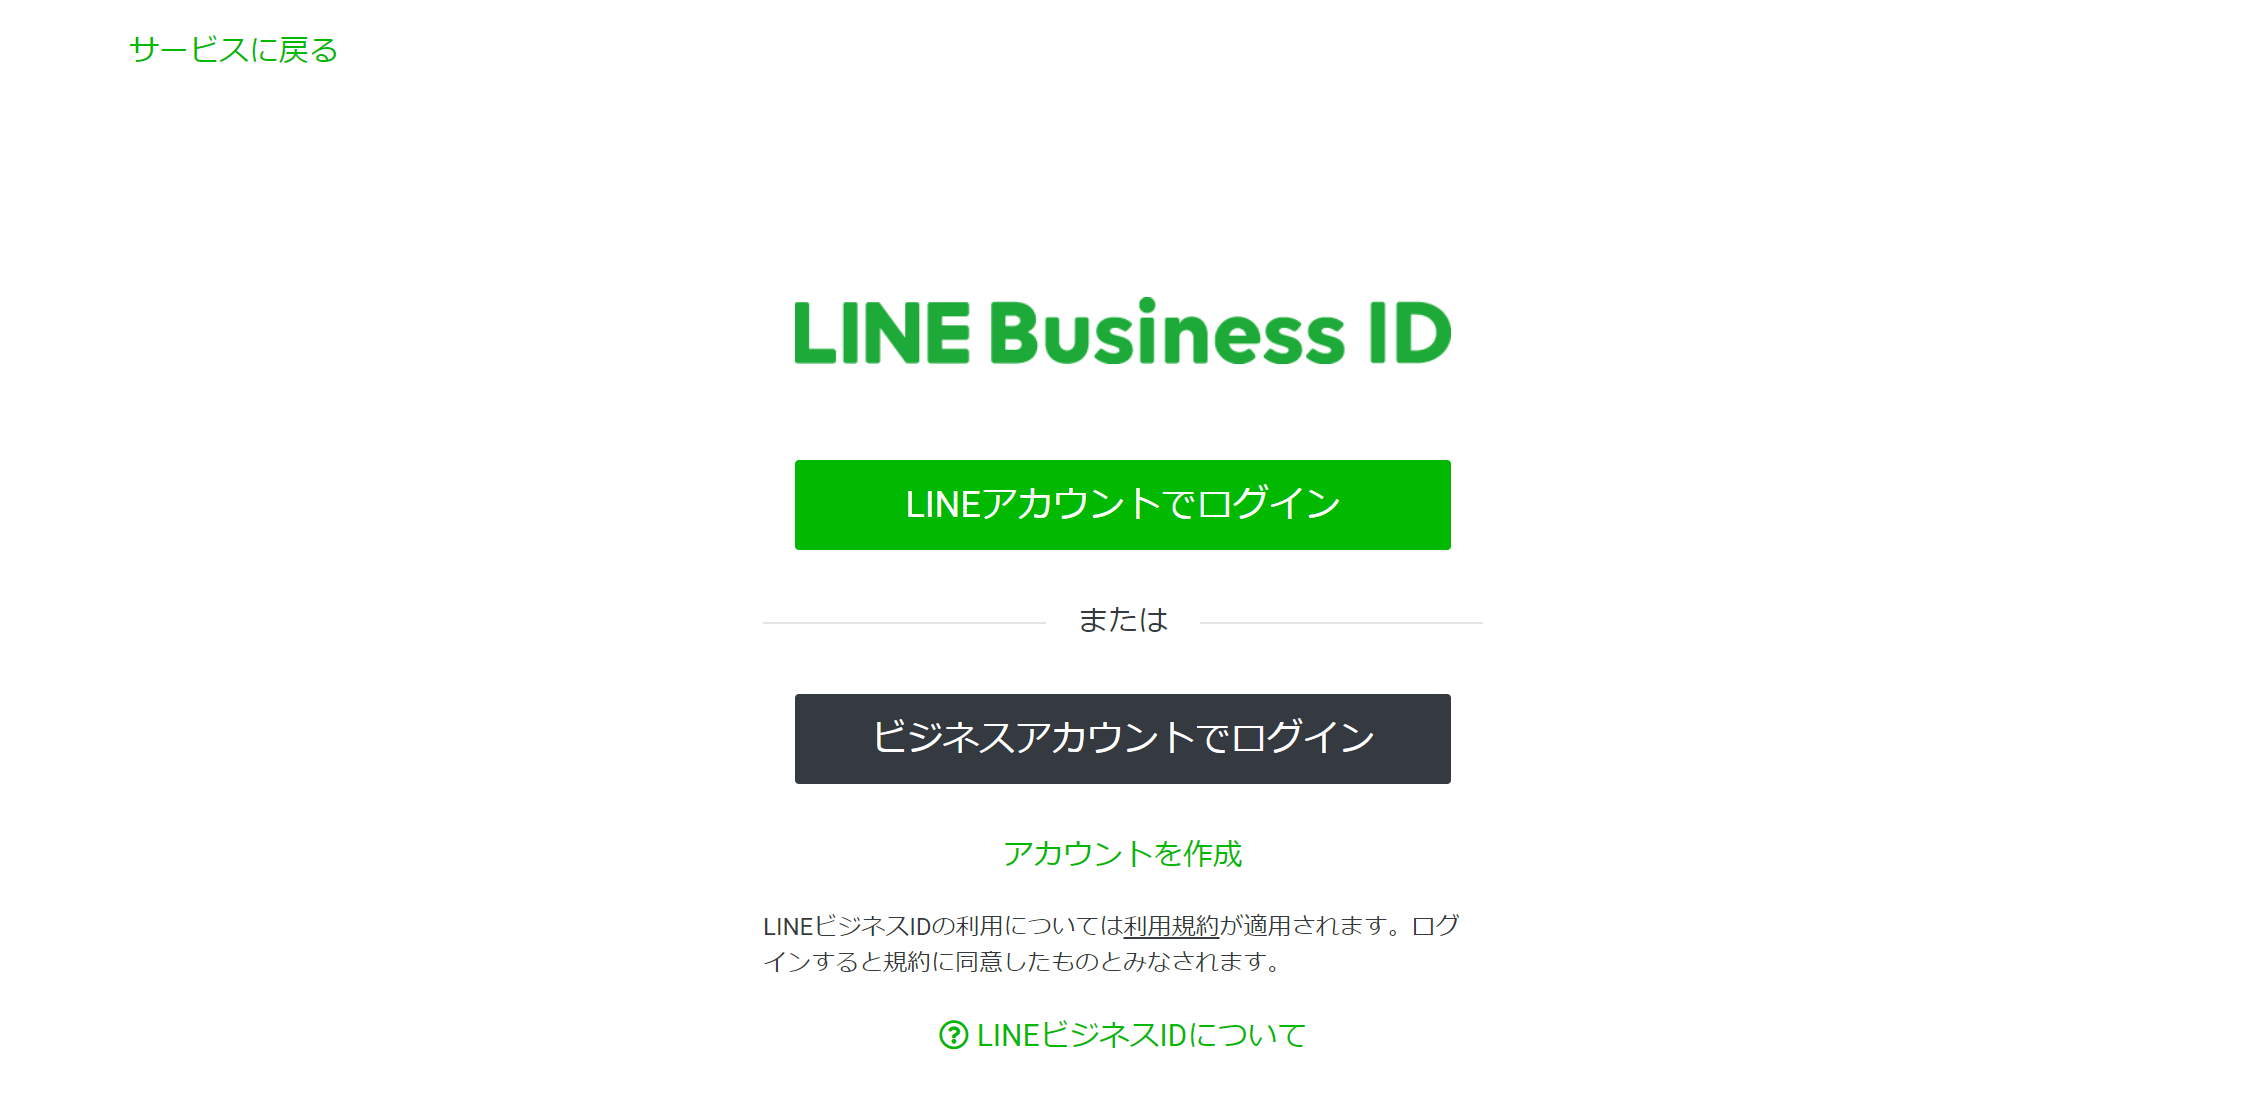 サービスに戻る
LINE Business ID
LINEアカウントでログイン
または
ビジネスアカウントでログイン
アカウントを作成
LINEビジネスIDの利用については利用規約が適用されます。ログ
インすると規約に同意したものとみなされます。
LINEビジネスIDについて